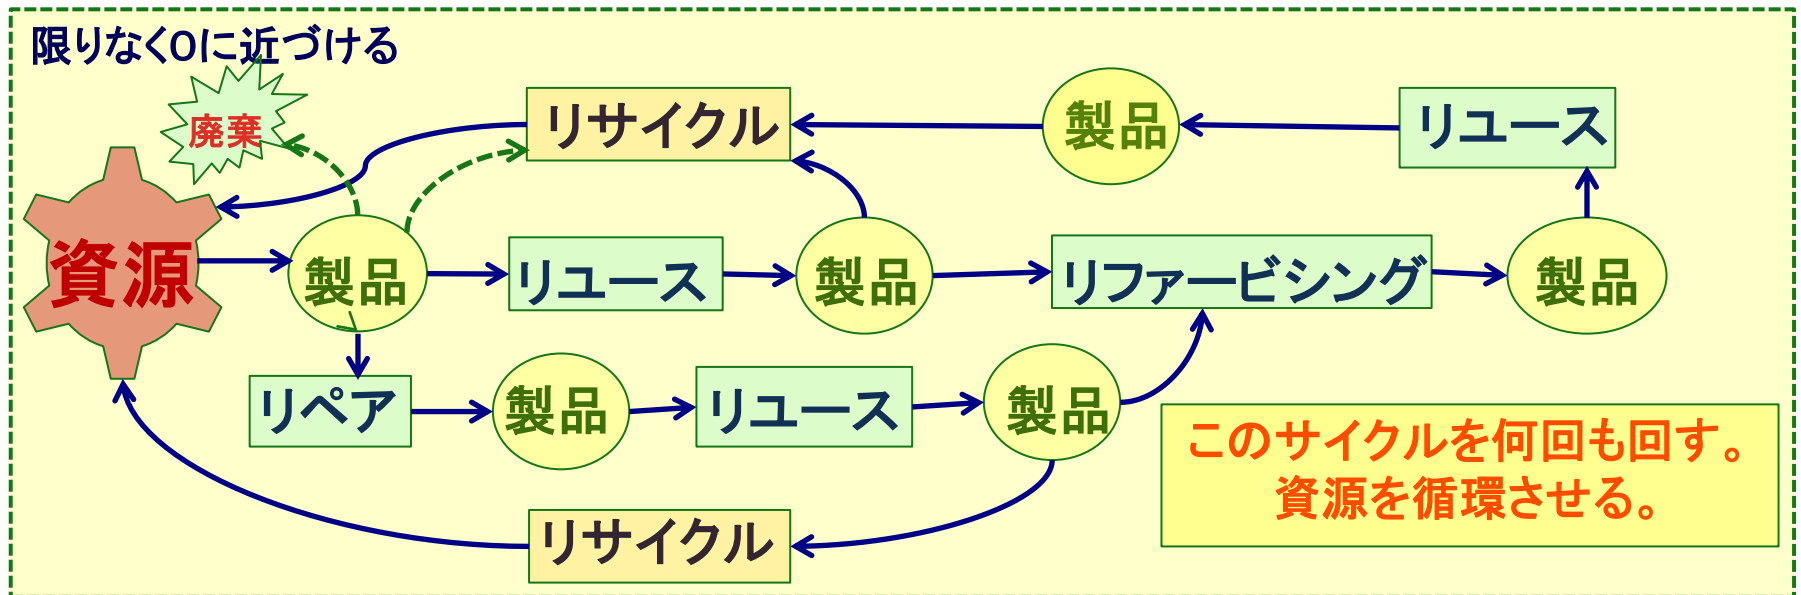 限りなく0に近づける
廃棄
リサイクル
製品
リユース
資源
製品
リユース
製品
リファービシング
製品
リペア
製品
リユース
製品
このサイクルを何回も回す。
資源を循環させる。
リサイクル